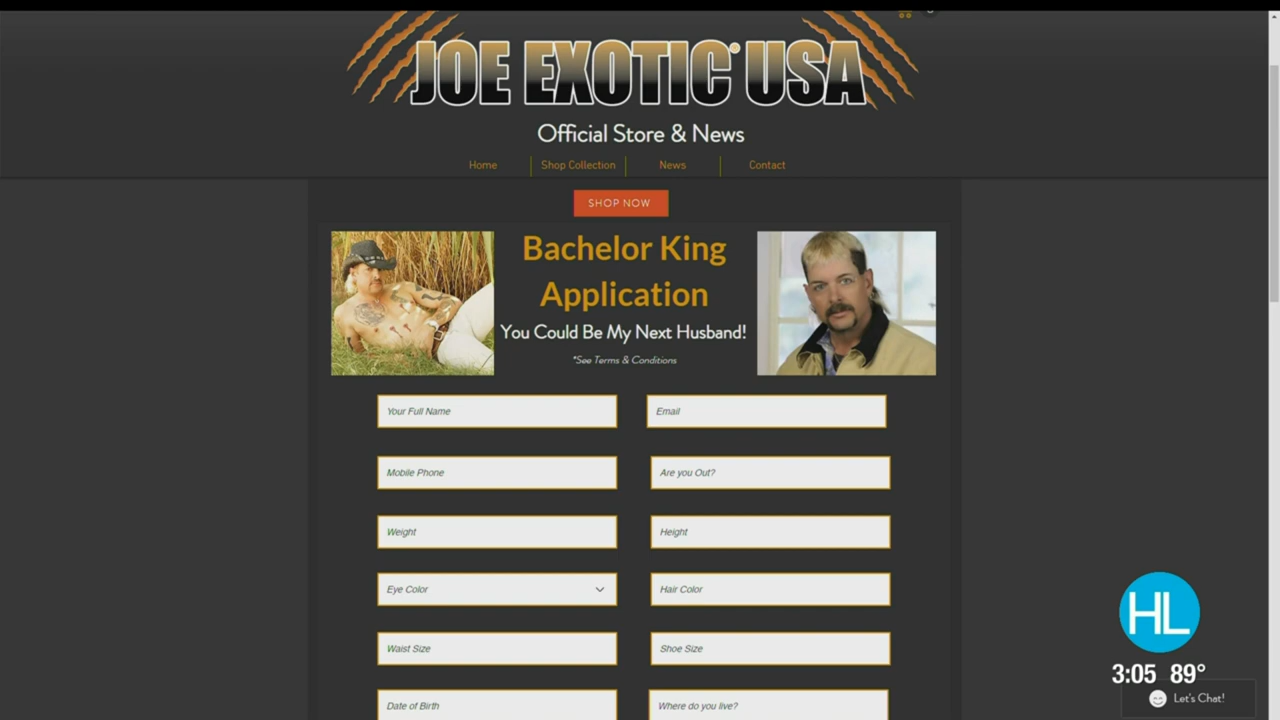 JOE EXOTIC® USA
Official Store & News
Home
Shop Collection
News
Contact
SHOP NOW
Bachelor King
Application
You Could Be My Next Husband!
*See Terms & Conditions
Your Full Name
Email
Mobile Phone
Are you Out?
Weight
Height
Eye Color
Hair Color
Waist Size
Shoe Size
Date of Birth
Where do you live?
HL
3:05 89°
Let's Chat!